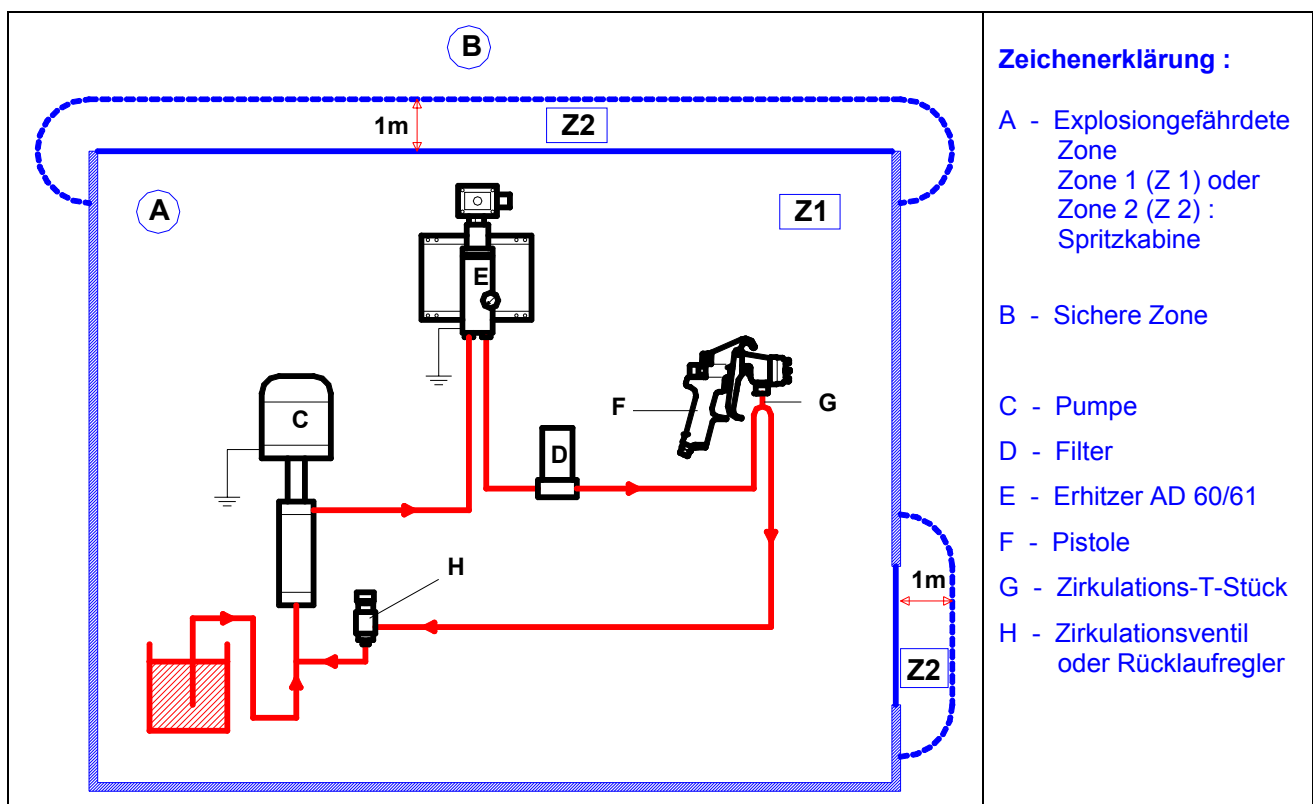 B
1m
Z2
A
Z1
E
C
F
G
D
H
1m
Z2
Zeichenerklärung :
A - Explosiongefährdete
Zone
Zone 1 (Z 1) oder
Zone 2 (Z 2) :
Spritzkabine
B - Sichere Zone
C - Pumpe
D - Filter
E - Erhitzer AD 60/61
F - Pistole
G - Zirkulations-T-Stück
H - Zirkulationsventil
oder Rücklaufregler